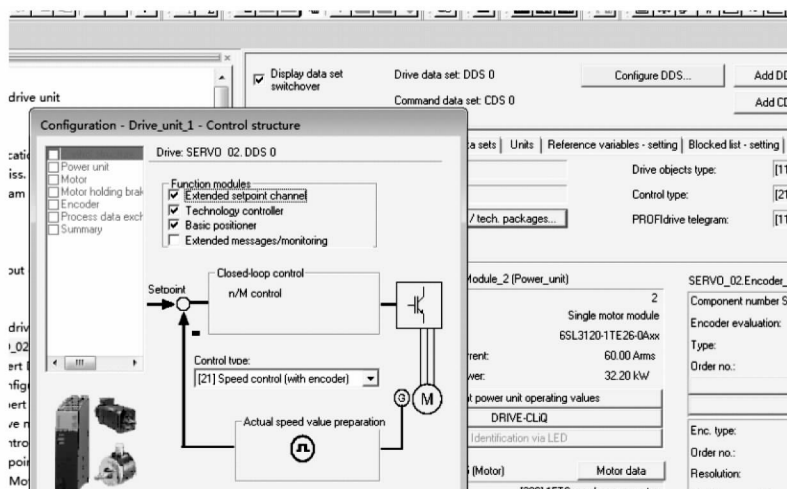 Display data set
switchover
Drive data set: DDS 0
Configure DDS...
Add
Command data set: CDS 0
Add
drive unit
Configuration - Drive_unit_1 - Control structure
sets
Units
Reference variables - setting
Blocked list - setting
Drive: SERVO_02. DDS 0
Power unit
Motor
Motor holding
Encoder
Process data
Summary
Function modules
Extended setpoint channel
Technology controller
Basic positioner
Extended messages/monitoring
Drive objects type:
Control type:
/ tech. packages...
PROFIdrive telegram:
Closed-loop control
n/M control
Setpoint
Control type:
[21] Speed control (with encoder)
G
M
Actual speed value preparation
Module_2 (Power_unit)
2
Single motor module
6SL3120-1TE26-0Axx
60.00 Arms
32.20 kW
power unit operating values
DRIVE-CLiQ
Identification via LED
(Motor)
Motor data
SERVO_02.Encoder_
Component number
Encoder evaluation:
Type:
Order no.:
Enc. type:
Order no.:
Resolution: